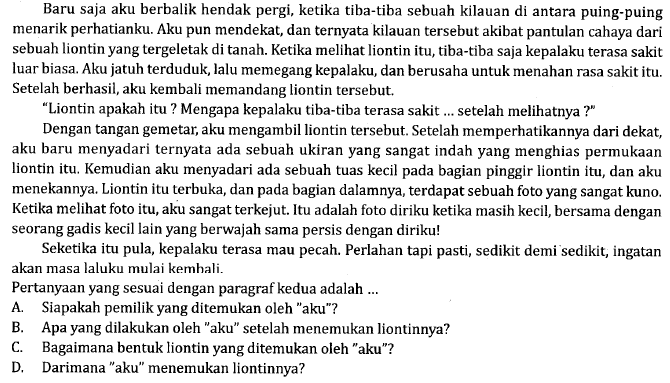 Baru saja aku berbalik hendak pergi, ketika tiba-tiba sebuah kilauan di antara puing-puing
menarik perhatianku. Aku pun mendekat, dan ternyata kilauan tersebut akibat pantulan cahaya dari
sebuah liontin yang tergeletak di tanah. Ketika melihat liontin itu, tiba-tiba saja kepalaku terasa sakit
luar biasa. Aku jatuh terduduk, lalu memegang kepalaku, dan berusaha untuk menahan rasa sakit itu.
Setelah berhasil, aku kembali memandang liontin tersebut.
"Liontin apakah itu ? Mengapa kepalaku tiba-tiba terasa sakit ... setelah melihatnya ?"
Dengan tangan gemetar, aku mengambil liontin tersebut. Setelah memperhatikannya dari dekat,
aku baru menyadari ternyata ada sebuah ukiran yang sangat indah yang menghias permukaan
liontin itu. Kemudian aku menyadari ada sebuah tuas kecil pada bagian pinggir liontin itu, dan aku
menekannya. Liontin itu terbuka, dan pada bagian dalamnya, terdapat sebuah foto yang sangat kuno.
Ketika melihat foto itu, aku sangat terkejut. Itu adalah foto diriku ketika masih kecil, bersama dengan
seorang gadis kecil lain yang berwajah sama persis dengan diriku!
Seketika itu pula, kepalaku terasa mau pecah. Perlahan tapi pasti, sedikit demi sedikit, ingatan
akan masa laluku mulai kembali.
Pertanyaan yang sesuai dengan paragraf kedua adalah ...
A. Siapakah pemilik yang ditemukan oleh "aku"?
B. Apa yang dilakukan oleh "aku" setelah menemukan liontinnya?
C. Bagaimana bentuk liontin yang ditemukan oleh "aku"?
D. Darimana "aku" menemukan liontinnya?